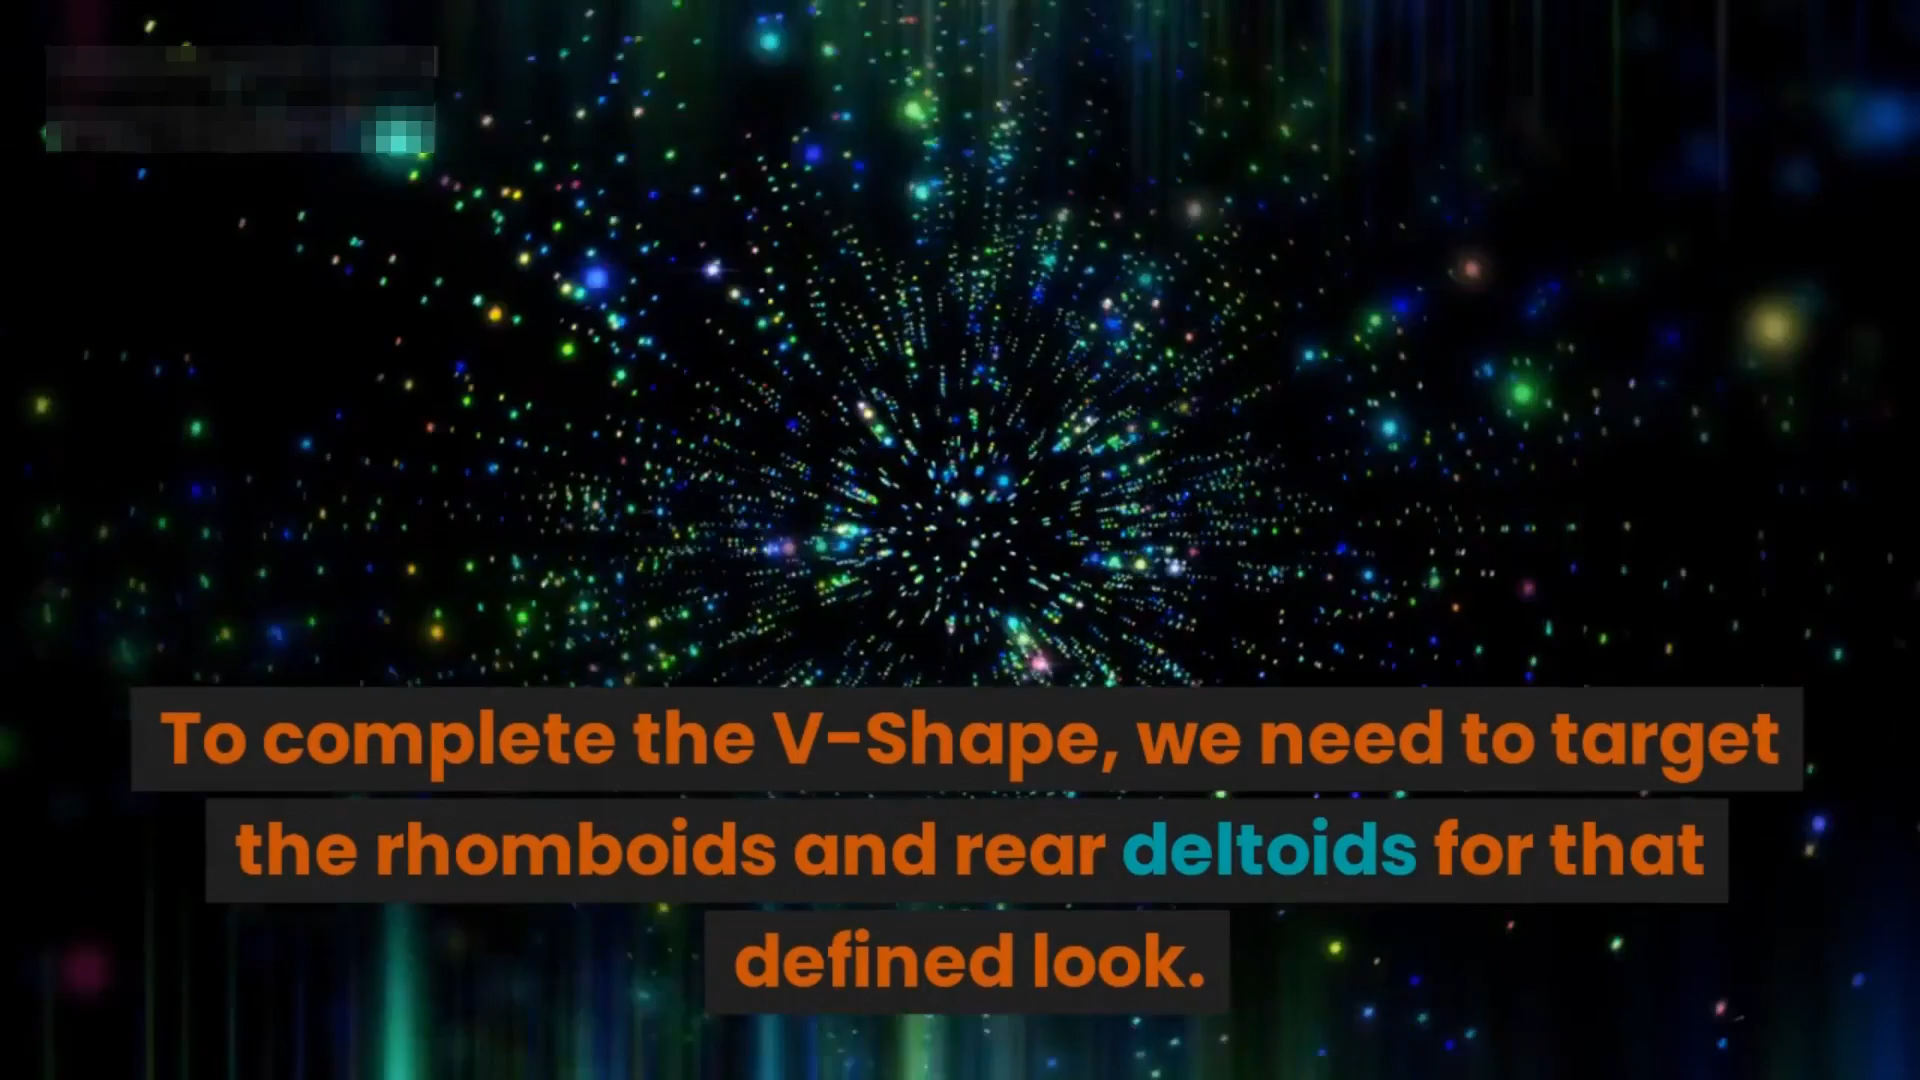 To complete the V-Shape, we need to target
the rhomboids and rear deltoids for that
defined look.